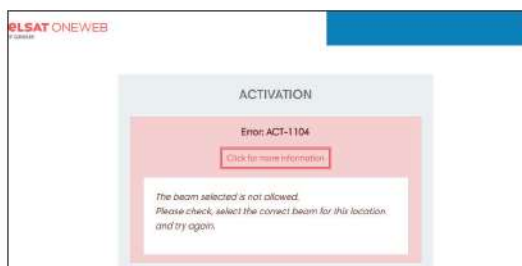 elsat ONEWEB
ACTIVATION
Error: ACT-1104
Click for more information
The beam selected is not allowed.
Please check, select the correct beam for this location
and try again.